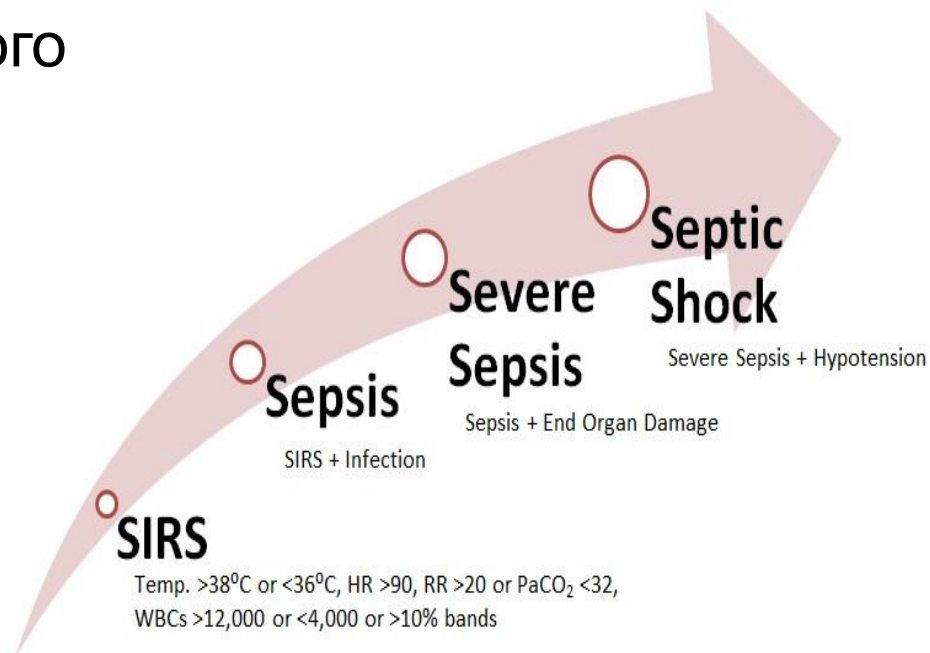 ого
Septic
Shock
Severe Sepsis + Hypotension
Severe
Sepsis
Sepsis + End Organ Damage
Sepsis
SIRS + Infection
SIRS
Temp. >38⁰C or <36⁰C, HR >90, RR >20 or PaCO₂ <32,
WBCs >12,000 or <4,000 or >10% bands